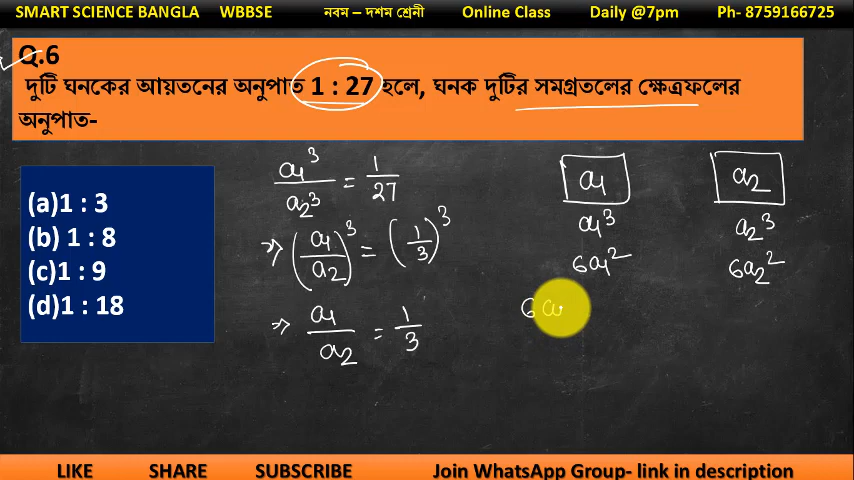 SMART SCIENCE BANGLA WBBSE নবম – দশম শ্রেনী Online Class Daily @7pm Ph- 8759166725
Q.6
দুটি ঘনকের আয়তনের অনুপাত 1 : 27 হলে, ঘনক দুটির সমগ্রতলের ক্ষেত্রফলের
অনুপাত-
(a)1 : 3
(b) 1 : 8
(c)1 : 9
(d)1 : 18
a₁³/a₂³ = 1/27
⇒ (a₁/a₂)³ = (1/3)³
⇒ a₁/a₂ = 1/3
a₁ a₂
a₁³ a₂³
6a₁² 6a₂²
6a
LIKE SHARE SUBSCRIBE Join WhatsApp Group- link in description